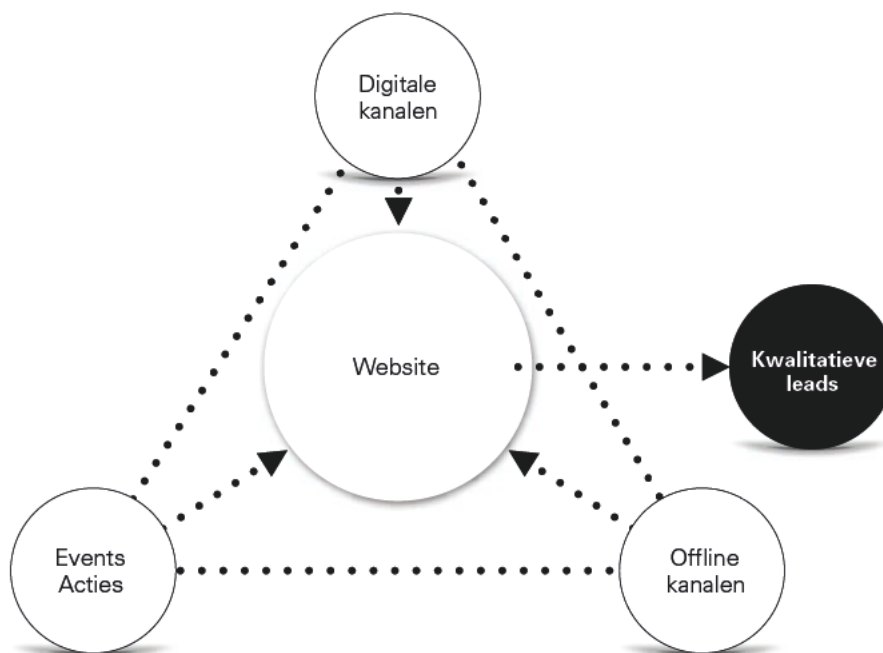 Digitale
kanalen
Website
Kwalitatieve
leads
Events
Acties
Offline
kanalen